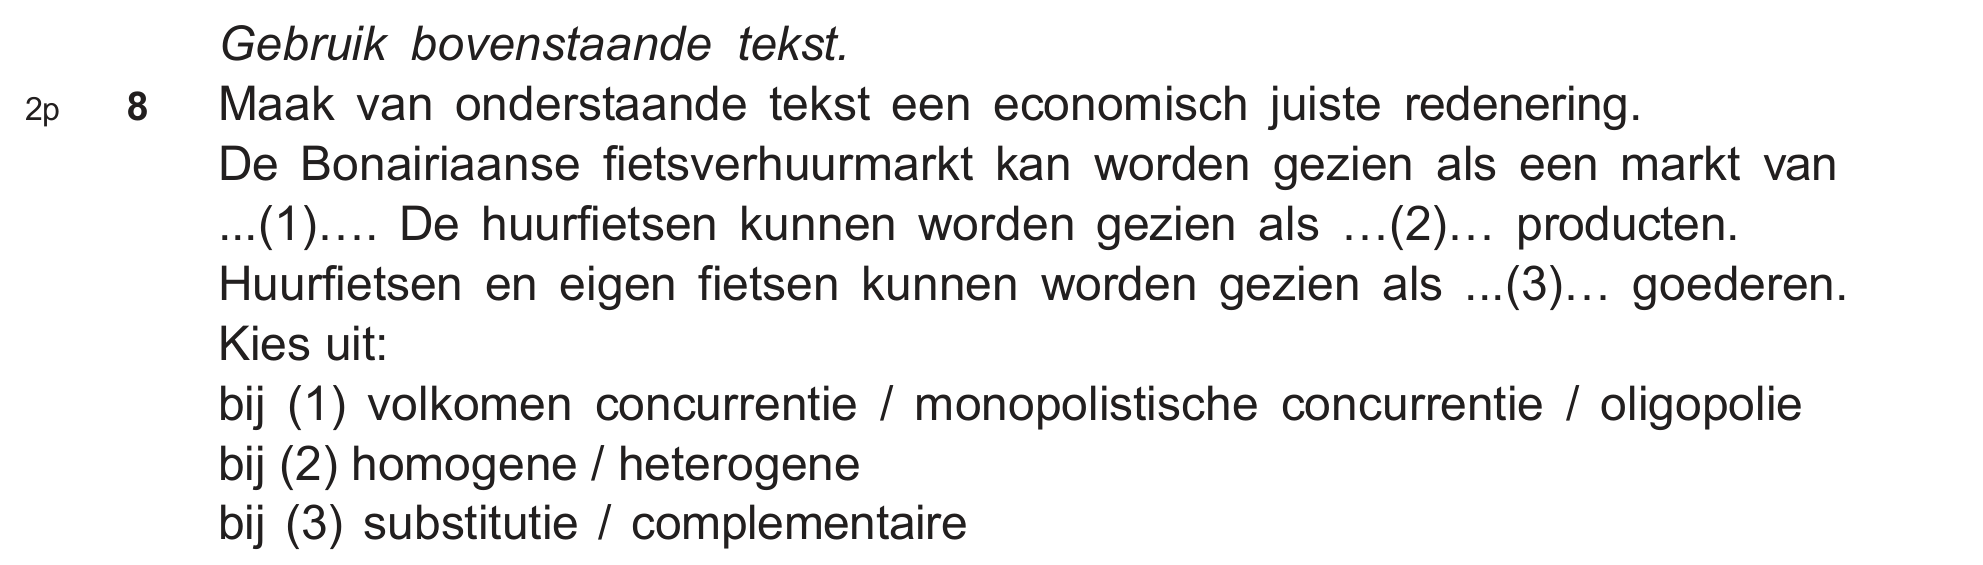 Gebruik bovenstaande tekst.
2p 8 Maak van onderstaande tekst een economisch juiste redenering.
De Bonairiaanse fietsverhuurmarkt kan worden gezien als een markt van
...(1).… De huurfietsen kunnen worden gezien als …(2)… producten.
Huurfietsen en eigen fietsen kunnen worden gezien als ...(3)… goederen.
Kies uit:
bij (1) volkomen concurrentie / monopolistische concurrentie / oligopolie
bij (2) homogene / heterogene
bij (3) substitutie / complementaire